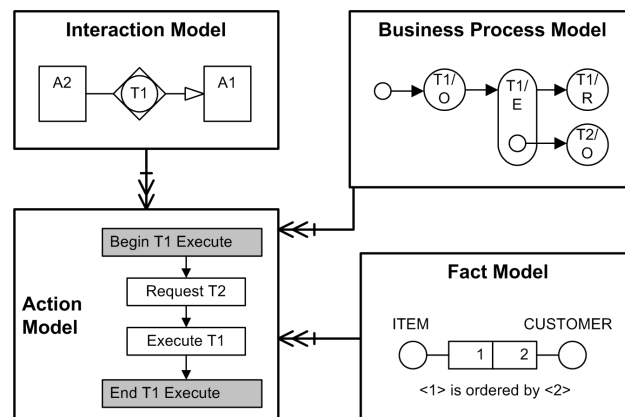 Interaction Model
A2
T1
A1
Business Process Model
T1/
O
T1/
E
T1/
R
T2/
O
Action
Model
Begin T1 Execute
Request T2
Execute T1
End T1 Execute
Fact Model
ITEM
CUSTOMER
1
2
<1> is ordered by <2>